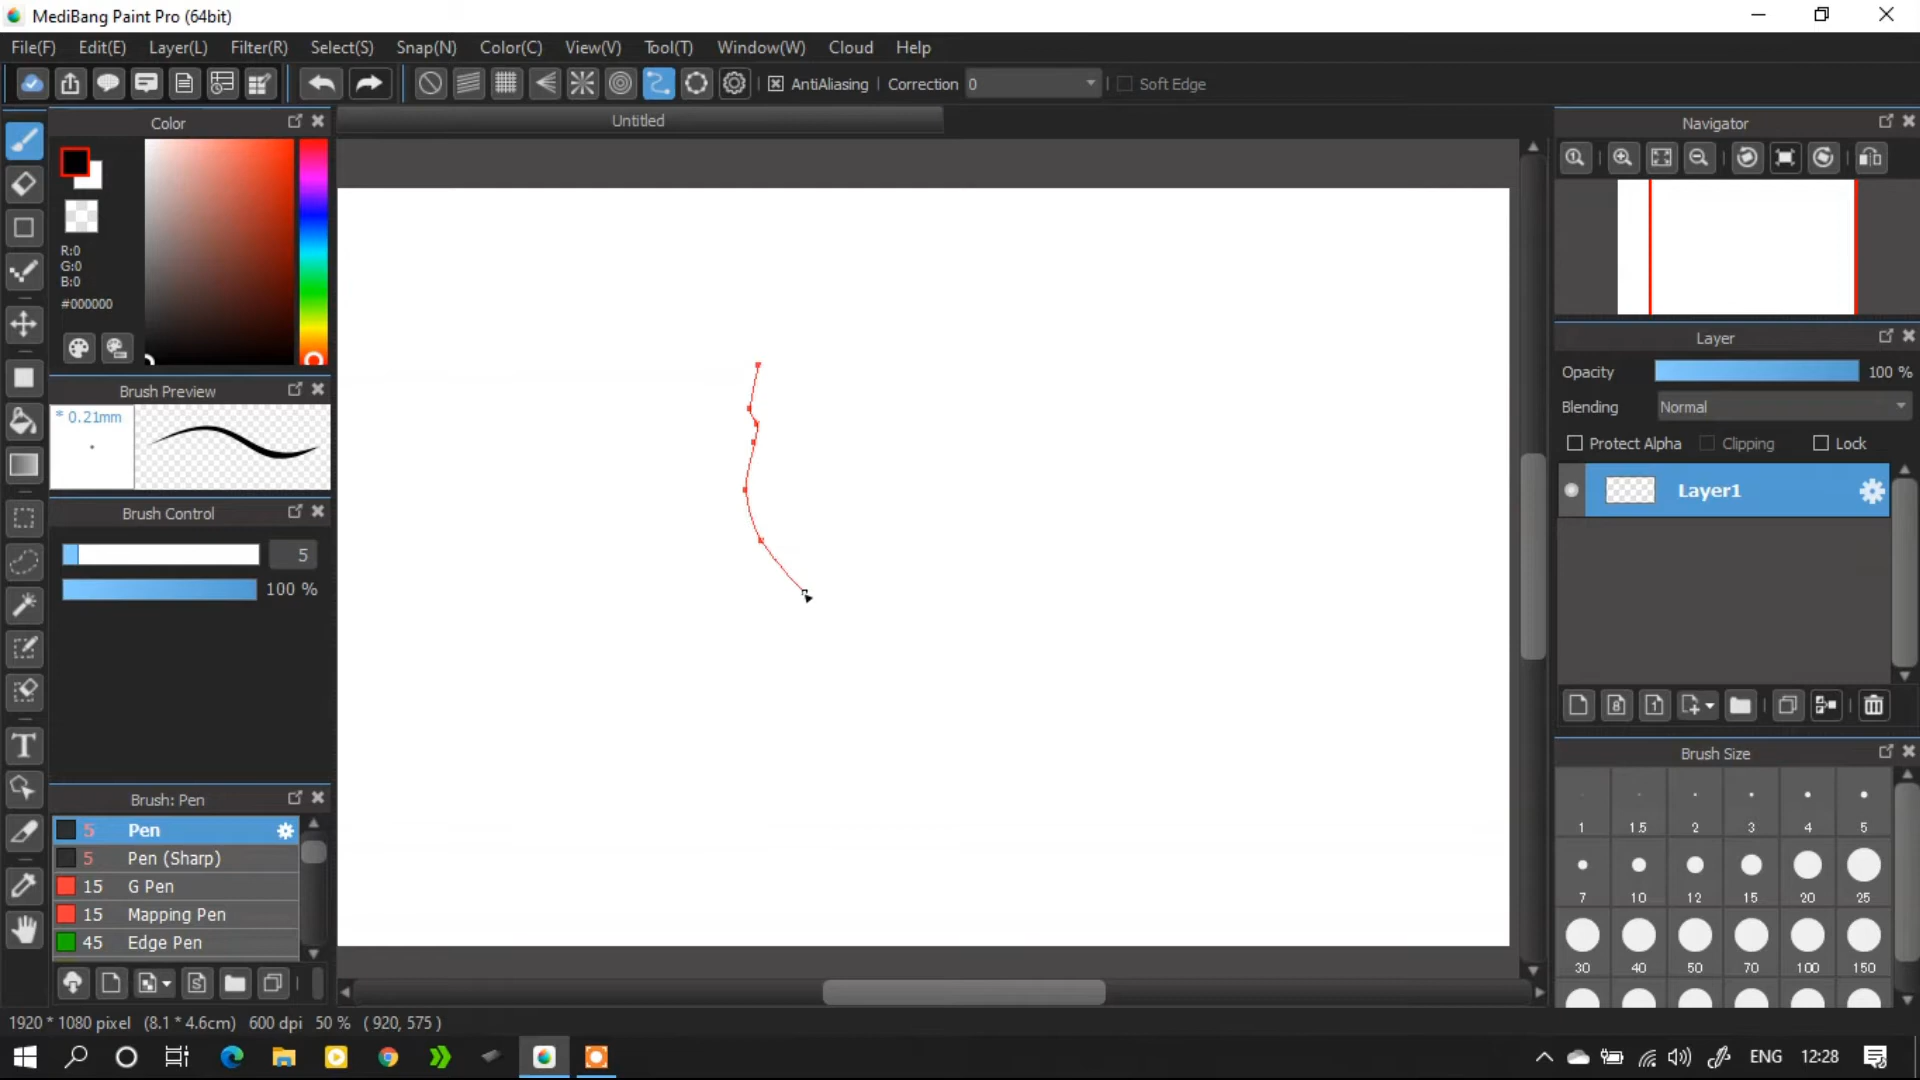 MediBang Paint Pro (64bit)
File(F) Edit(E) Layer(L) Filter(R) Select(S) Snap(N) Color(C) View(V) Tool(T) Window(W) Cloud Help
AntiAliasing Correction 0 Soft Edge
Color
Untitled
Navigator
R:0
G:0
B:0
#000000
Brush Preview
* 0.21mm
Brush Control
5
100 %
Layer
Opacity 100 %
Blending Normal
Protect Alpha Clipping Lock
Layer1
8 1
Brush: Pen
5 Pen
5 Pen (Sharp)
15 G Pen
15 Mapping Pen
45 Edge Pen
S
Brush Size
1 1.5 2 3 4 5
7 10 12 15 20 25
30 40 50 70 100 150
1920 * 1080 pixel (8.1 * 4.6cm) 600 dpi 50 % ( 920, 575 )
ENG 12:28